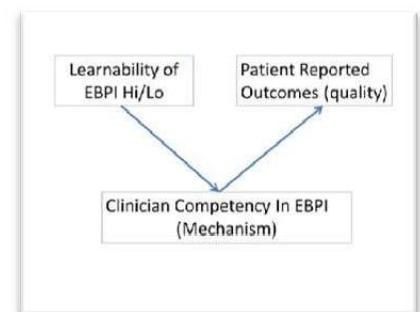 Learnability of
EBPI Hi/Lo
Patient Reported
Outcomes (quality)
Clinician Competency In EBPI
(Mechanism)